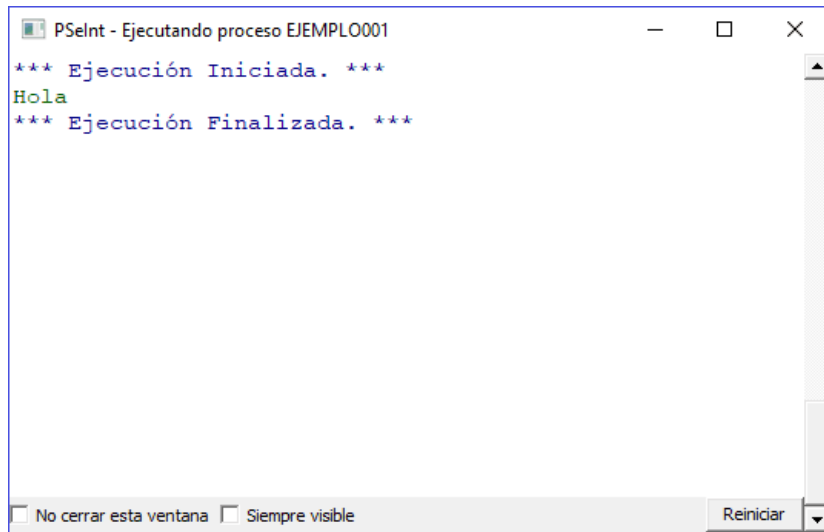 PSeInt - Ejecutando proceso EJEMPLO001
*** Ejecución Iniciada. ***
Hola
*** Ejecución Finalizada. ***
No cerrar esta ventana Siempre visible Reiniciar